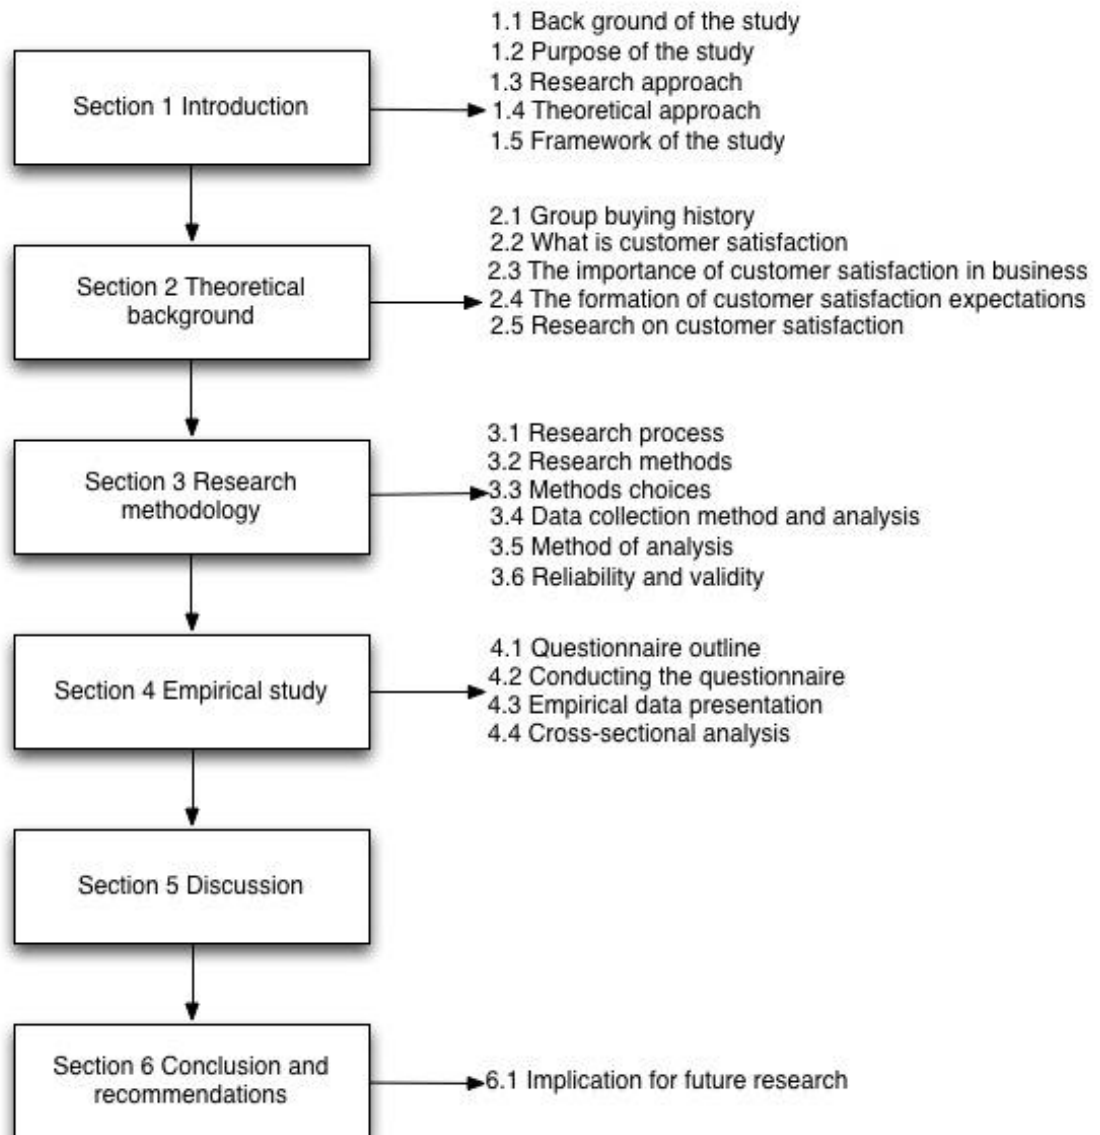 1.1 Back ground of the study
1.2 Purpose of the study
1.3 Research approach
1.4 Theoretical approach
1.5 Framework of the study
Section 1 Introduction
2.1 Group buying history
2.2 What is customer satisfaction
2.3 The importance of customer satisfaction in business
2.4 The formation of customer satisfaction expectations
2.5 Research on customer satisfaction
Section 2 Theoretical
background
3.1 Research process
3.2 Research methods
3.3 Methods choices
3.4 Data collection method and analysis
3.5 Method of analysis
3.6 Reliability and validity
Section 3 Research
methodology
4.1 Questionnaire outline
4.2 Conducting the questionnaire
4.3 Empirical data presentation
4.4 Cross-sectional analysis
Section 4 Empirical study
Section 5 Discussion
Section 6 Conclusion and
recommendations
6.1 Implication for future research